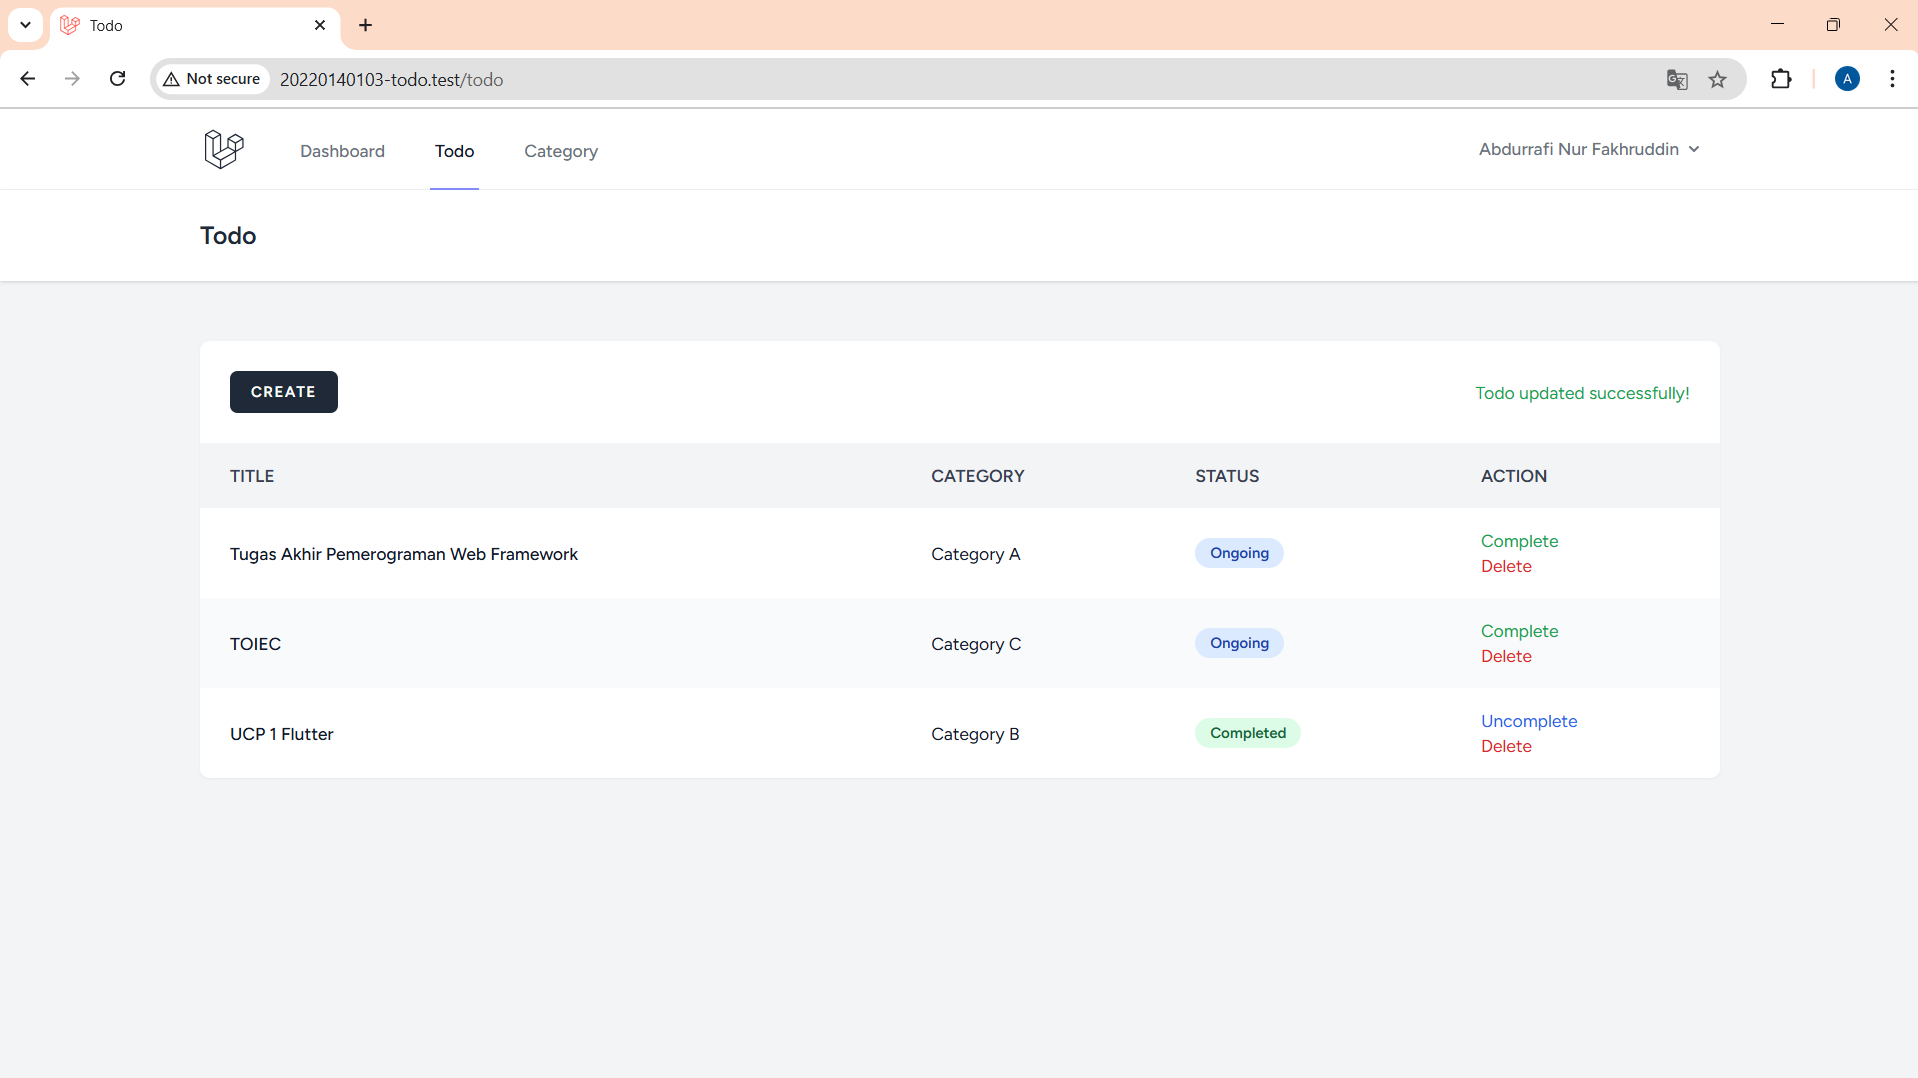 Todo
Not secure
20220140103-todo.test/todo
A
Dashboard
Todo
Category
Abdurrafi Nur Fakhruddin
Todo
CREATE
Todo updated successfully!
TITLE CATEGORY STATUS ACTION
Tugas Akhir Pemerograman Web Framework Category A Ongoing Complete
Delete
TOIEC Category C Ongoing Complete
Delete
UCP 1 Flutter Category B Completed Uncomplete
Delete